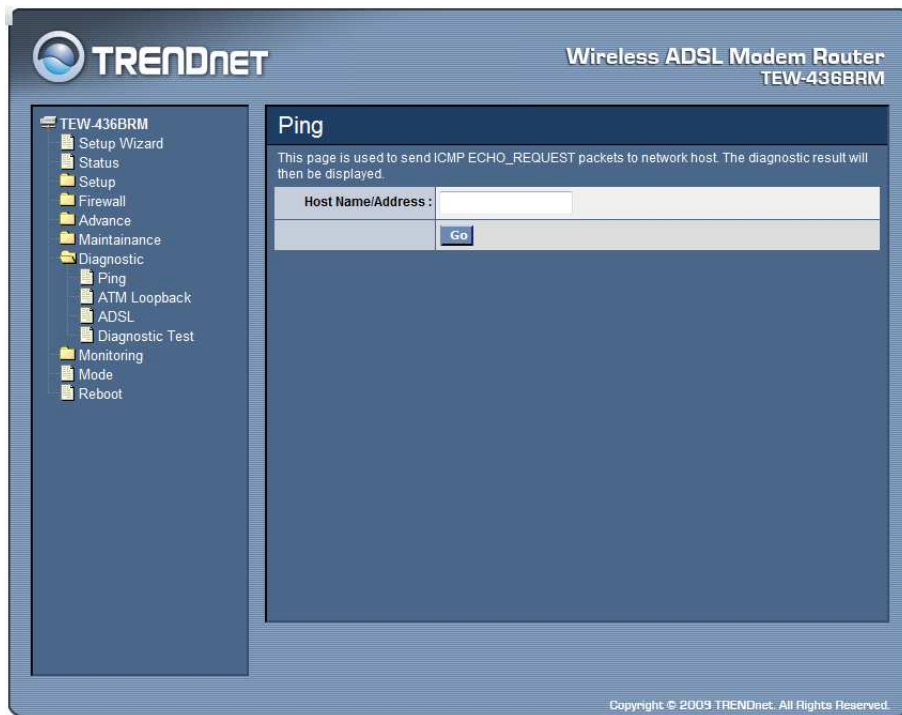 TRENDnet
Wireless ADSL Modem Router
TEW-436BRM
TEW-436BRM
Setup Wizard
Status
Setup
Firewall
Advance
Maintainance
Diagnostic
Ping
ATM Loopback
ADSL
Diagnostic Test
Monitoring
Mode
Reboot
Ping
This page is used to send ICMP ECHO_REQUEST packets to network host. The diagnostic result will
then be displayed.
Host Name/Address :
Go
Copyright © 2009 TRENDnet. All Rights Reserved.